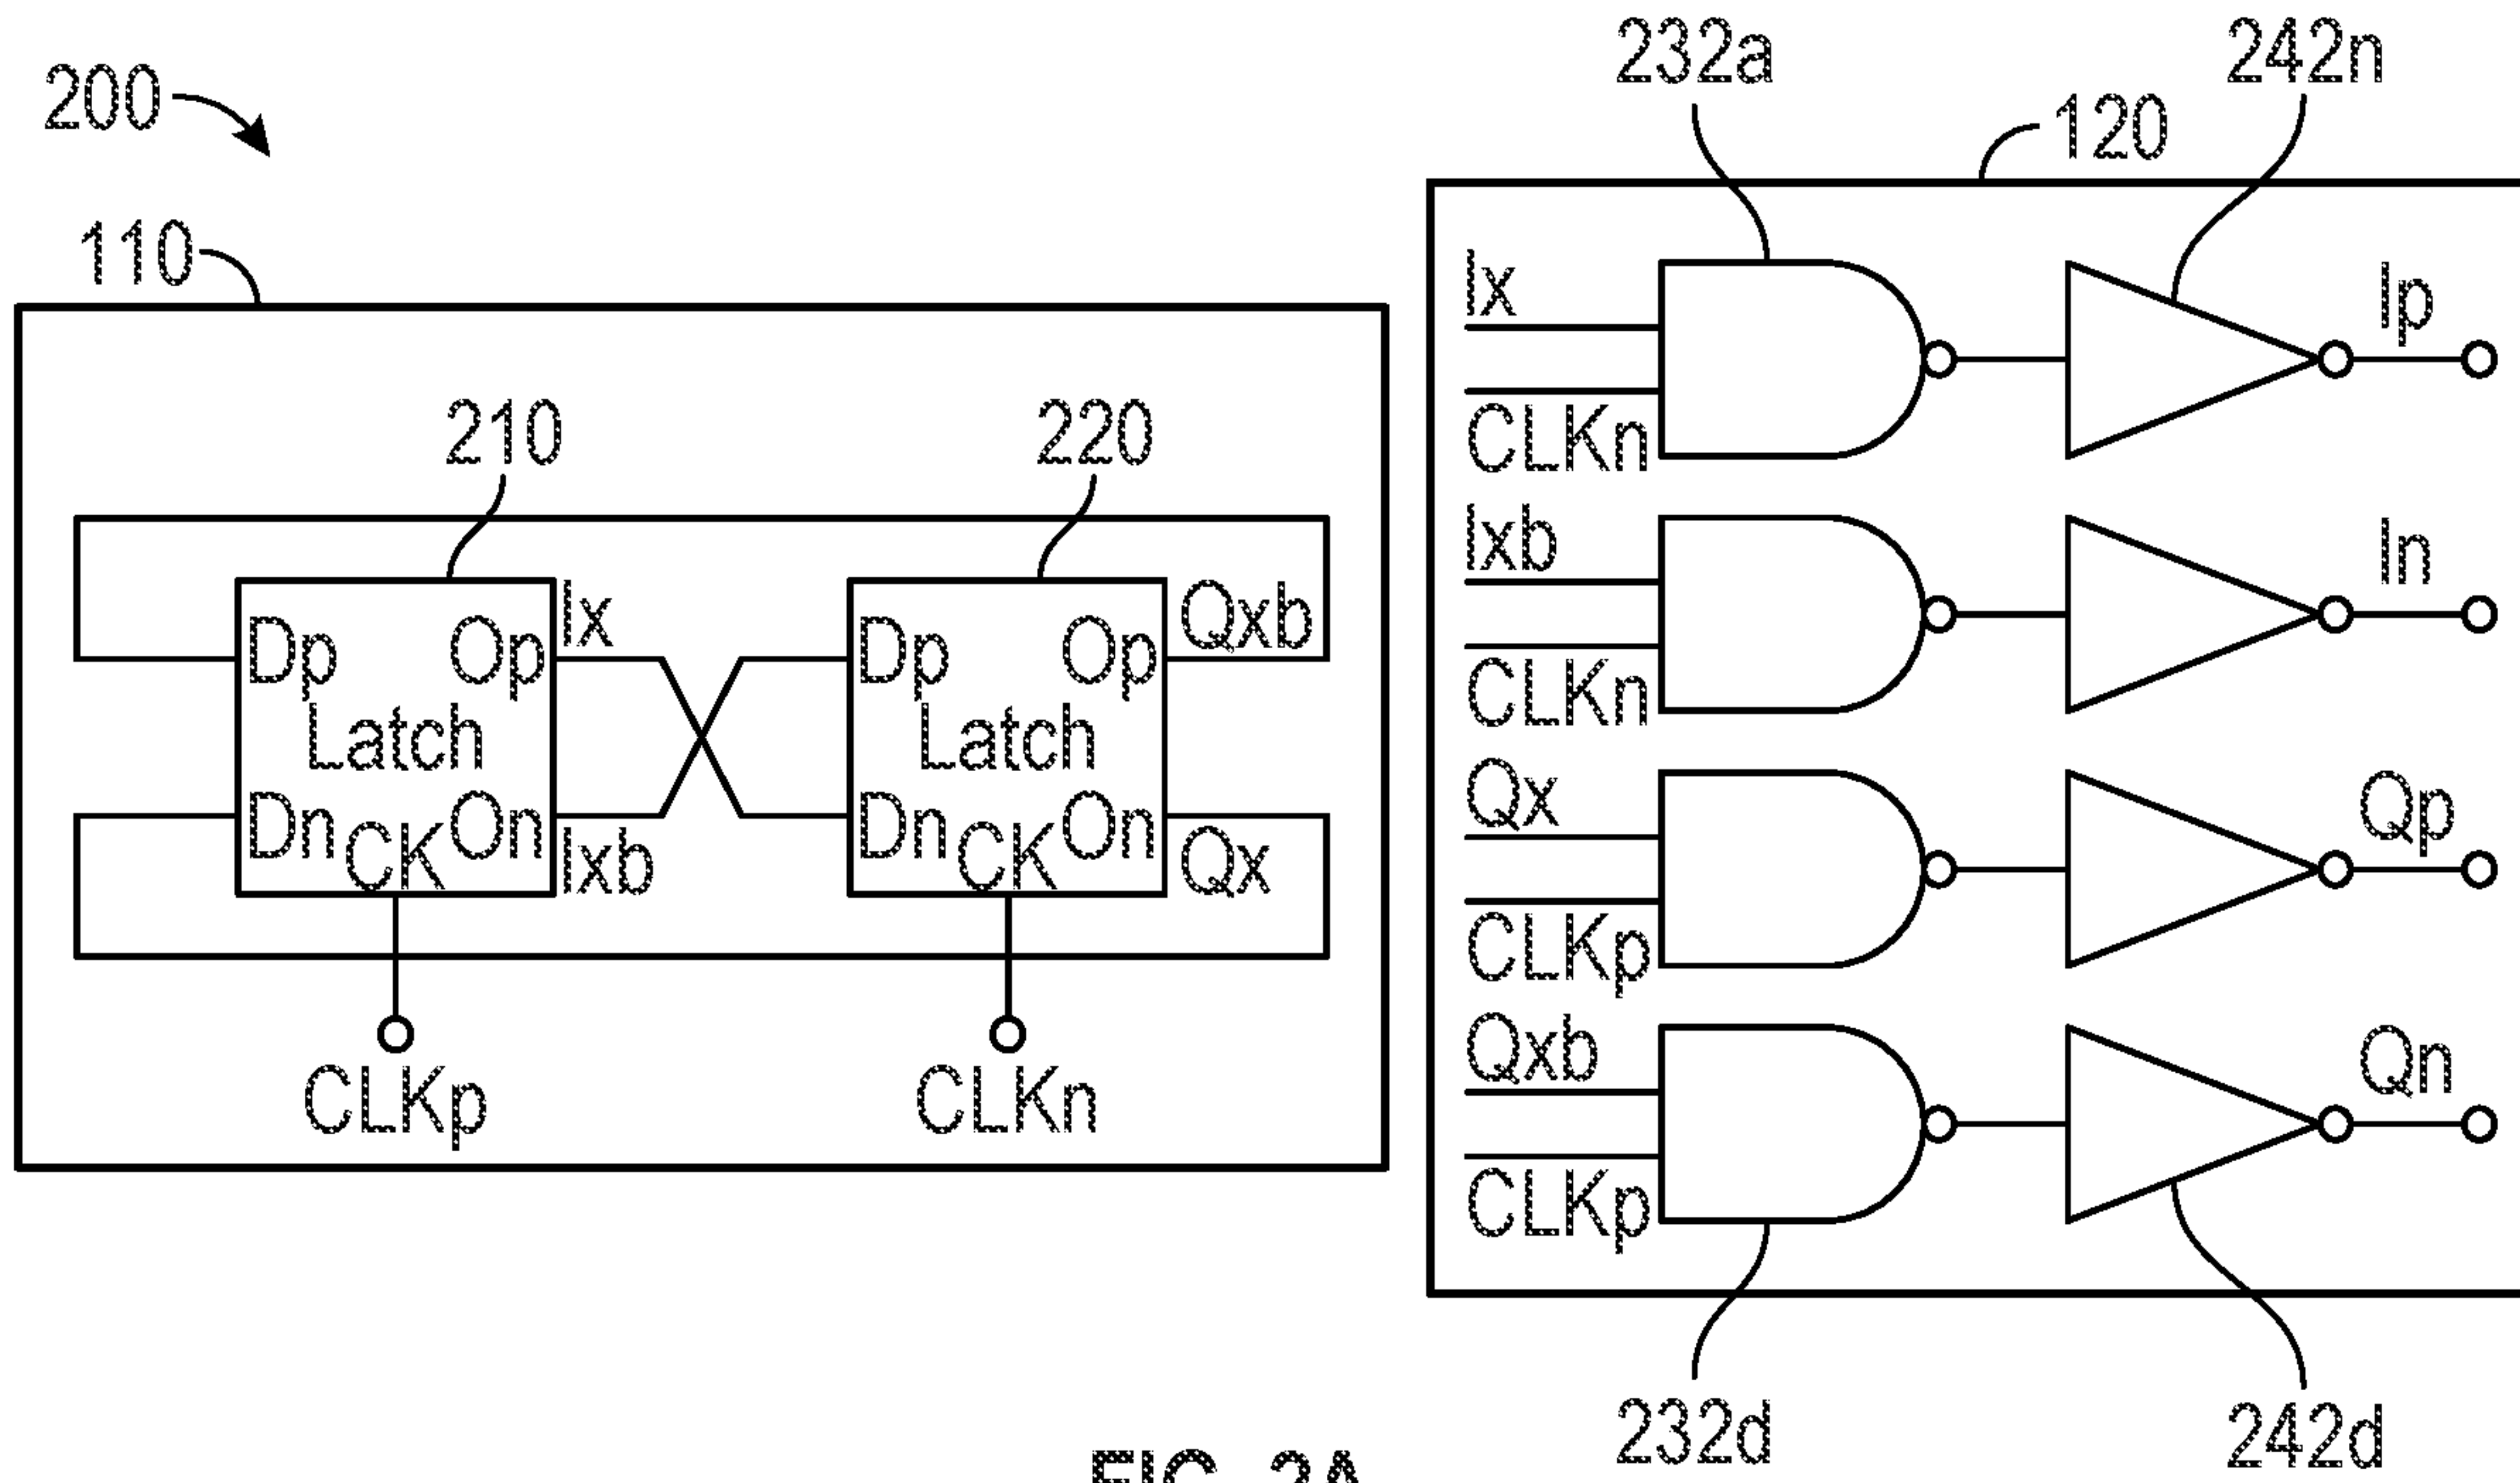 200
110
210
220
Dp
Op
Ix
Latch
Dn
CK
On
Ixb
CLKp
Dp
Op
Qxb
Latch
Dn
CK
On
Qx
CLKn
232a
242n
120
Ix
CLKn
Ip
Ixb
CLKn
In
Qx
CLKp
Qp
Qxb
CLKp
Qn
232d
242d
FIG. 2A